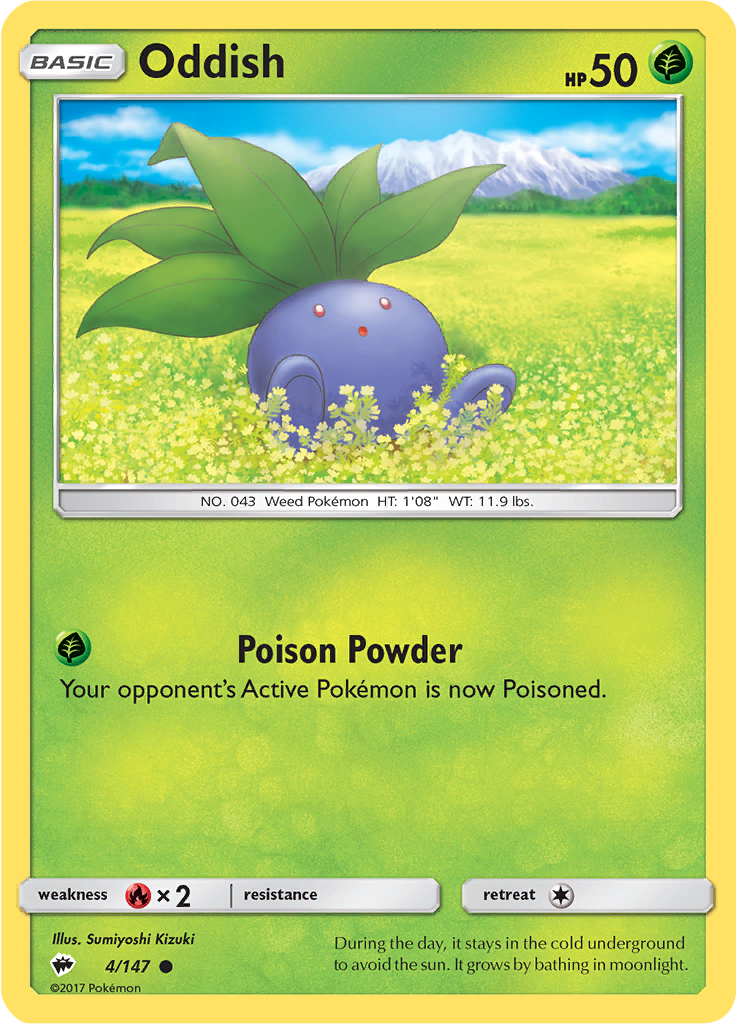 BASIC Oddish HP 50
NO. 043 Weed Pokémon HT: 1'08" WT: 11.9 lbs.
Poison Powder
Your opponent's Active Pokémon is now Poisoned.
weakness × 2 resistance retreat
Illus. Sumiyoshi Kizuki
4/147
©2017 Pokémon
During the day, it stays in the cold underground
to avoid the sun. It grows by bathing in moonlight.